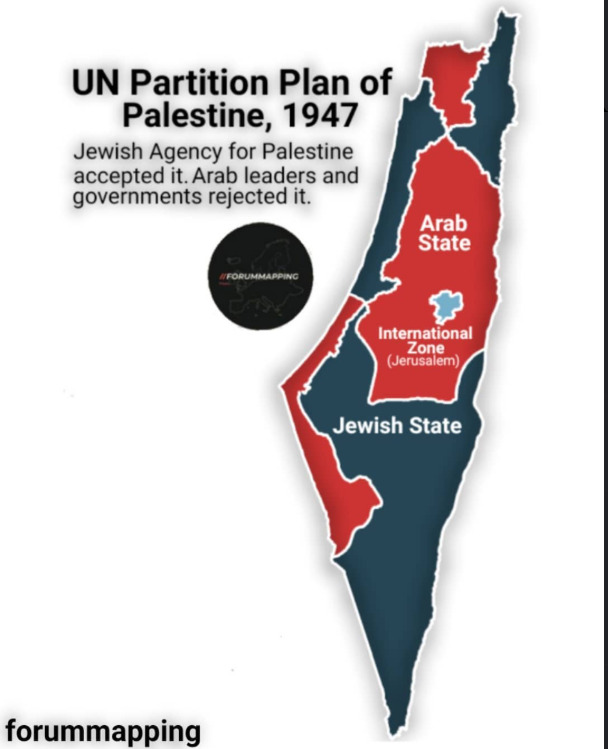 UN Partition Plan of
Palestine, 1947
Jewish Agency for Palestine
accepted it. Arab leaders and
governments rejected it.
//FORUMMAPPING
Arab
State
International
Zone
(Jerusalem)
Jewish State
forummapping